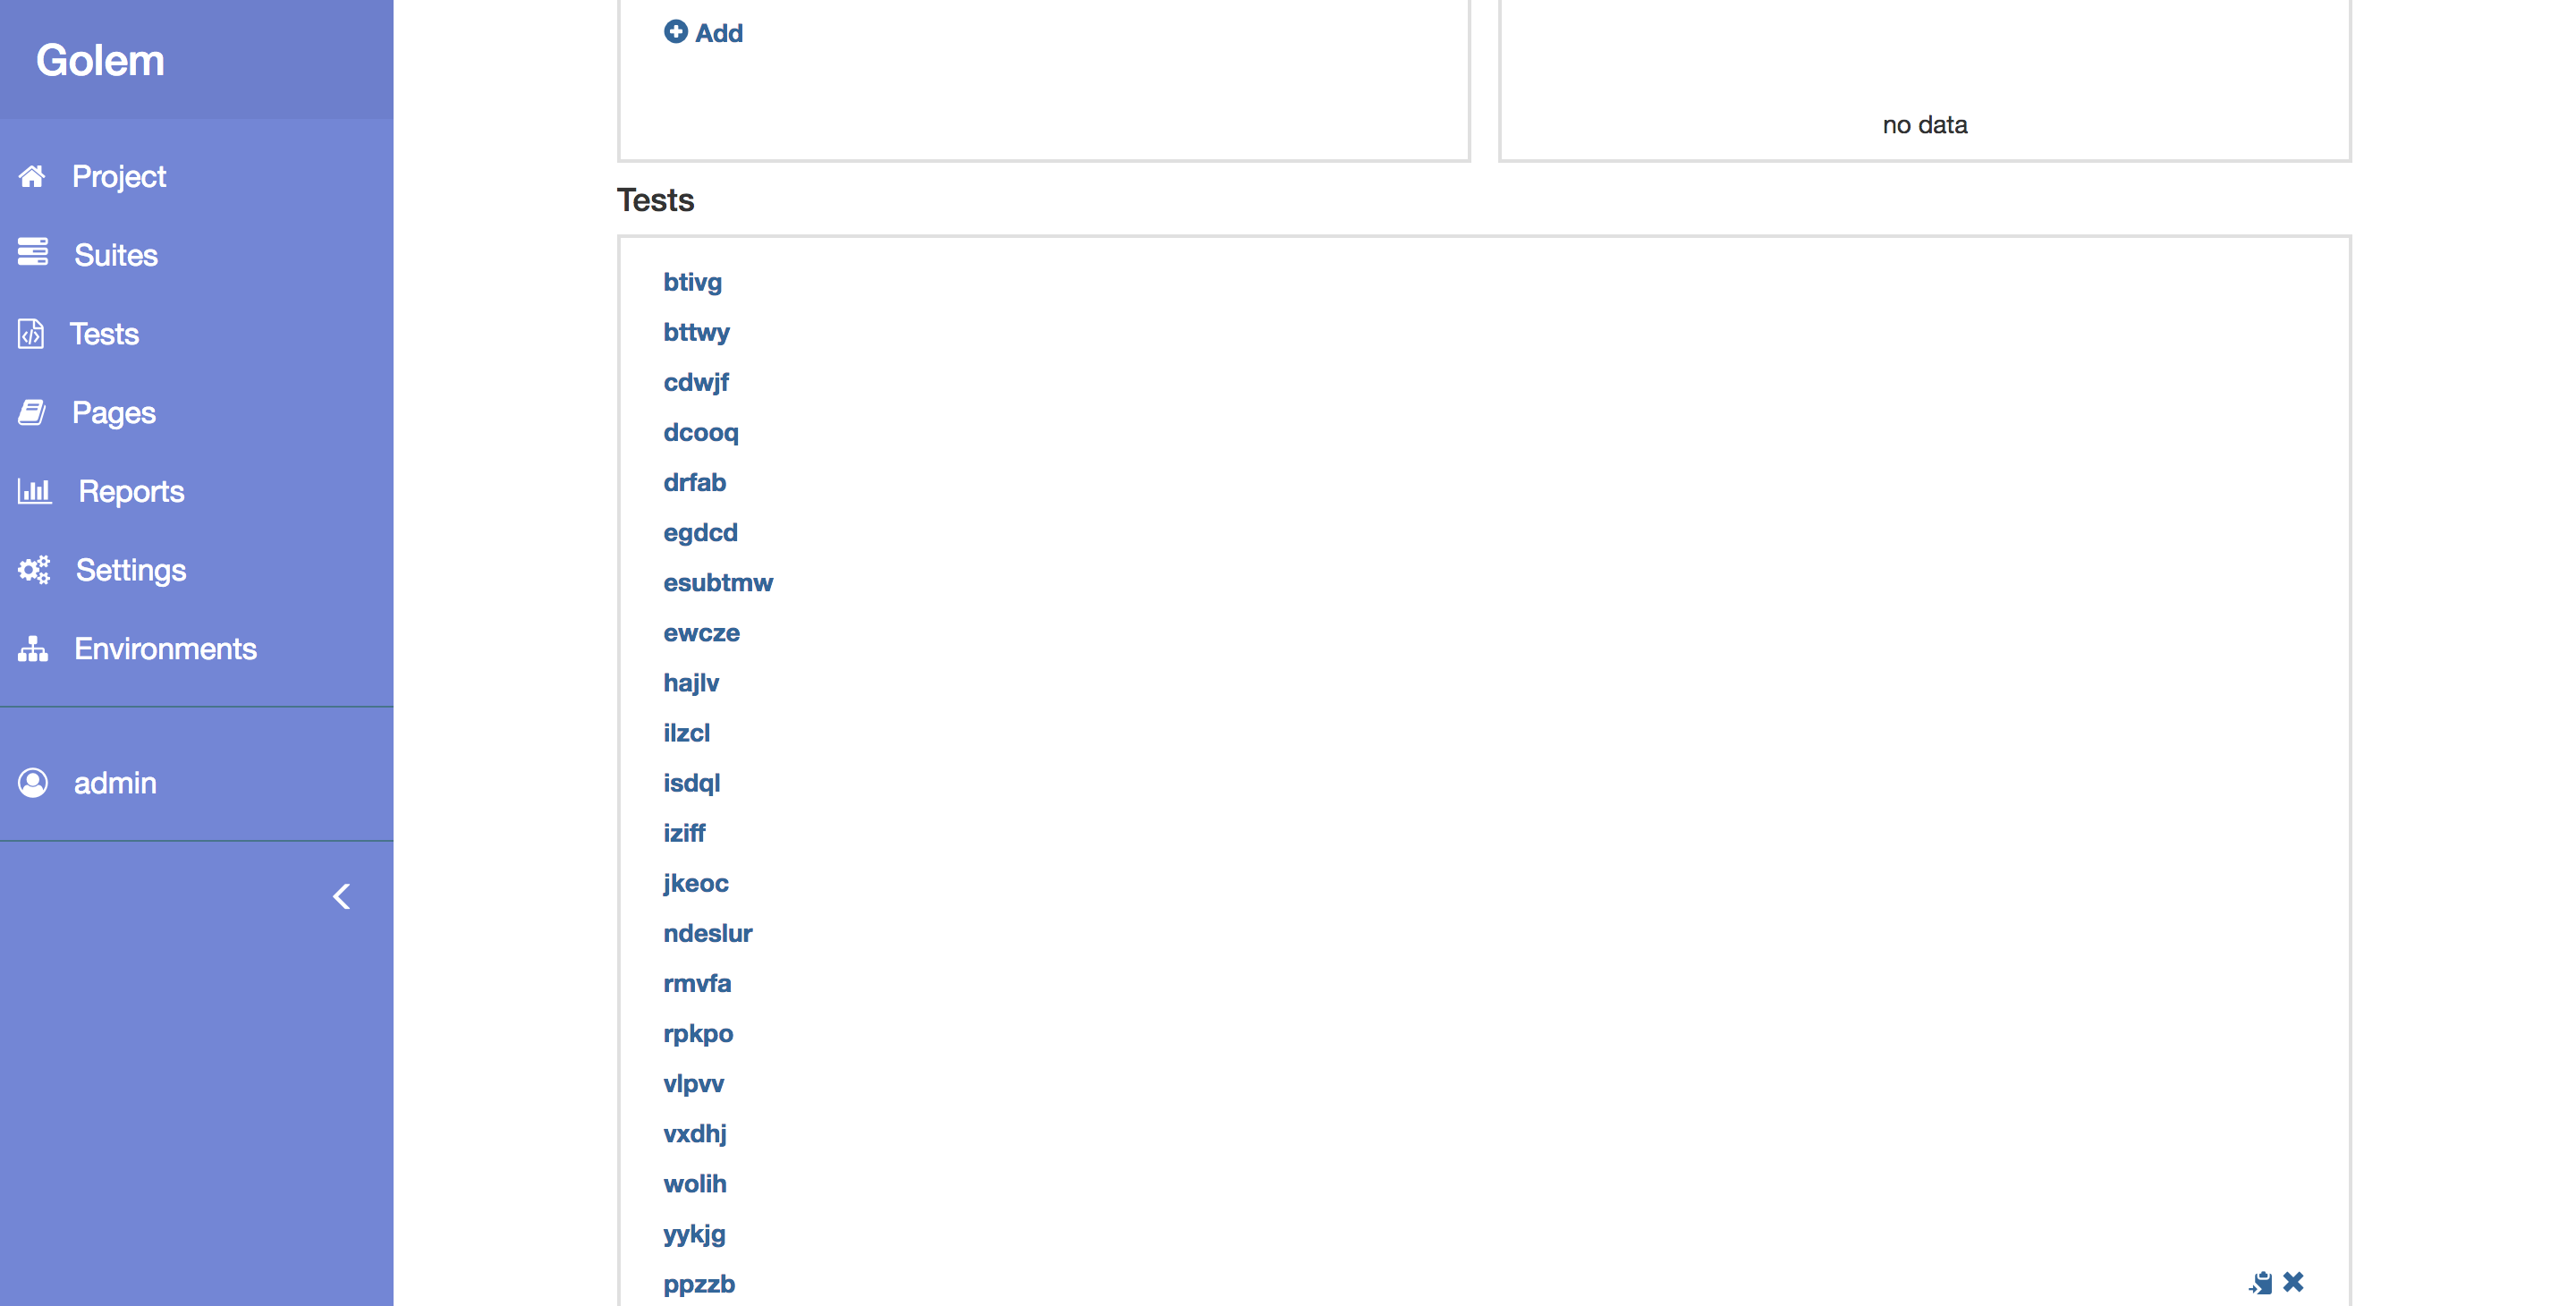 Golem
Project
Suites
Tests
Pages
Reports
Settings
Environments
admin
Add
no data
Tests
btivg
bttwy
cdwjf
dcooq
drfab
egdcd
esubtmw
ewcze
hajlv
ilzcl
isdql
iziff
jkeoc
ndeslur
rmvfa
rpkpo
vlpvv
vxdhj
wolih
yykjg
ppzzb